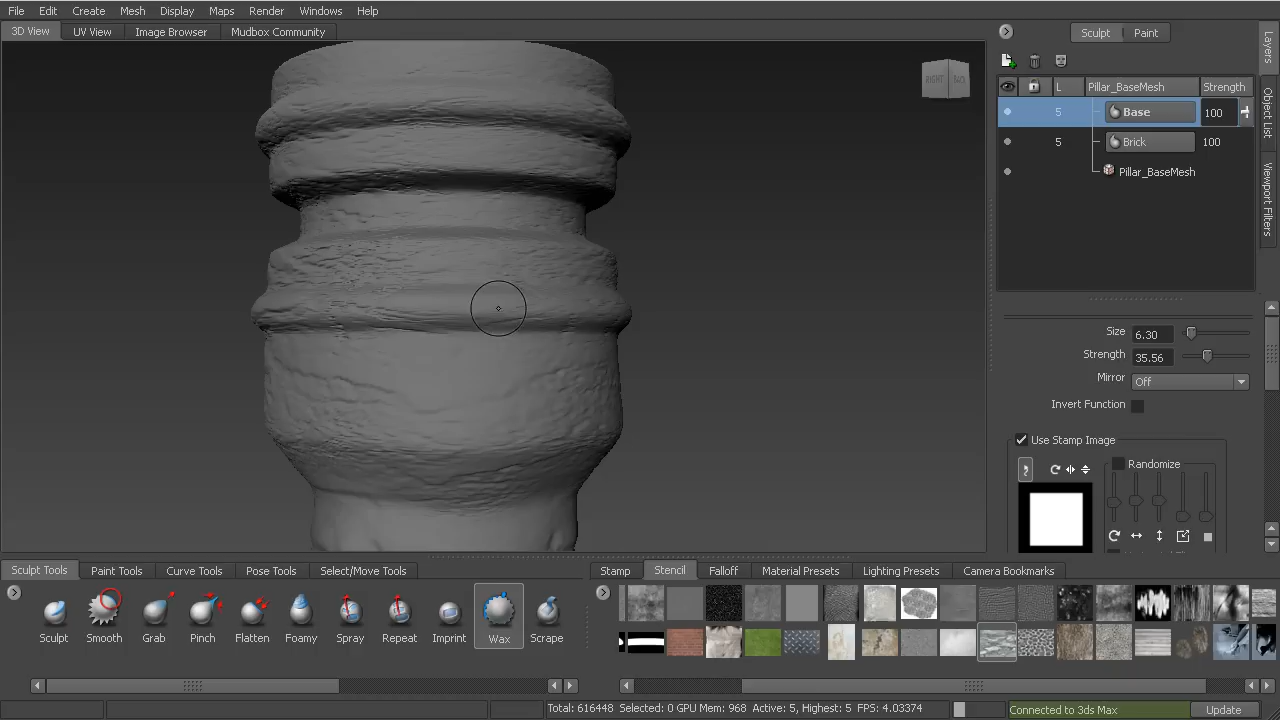 File Edit Create Mesh Display Maps Render Windows Help
3D View UV View Image Browser Mudbox Community
Sculpt Paint
RIGHT BACK
L Pillar_BaseMesh Strength
5 Base 100
5 Brick 100
Pillar_BaseMesh
Layers
Object List
Viewport Filters
Size 6.30
Strength 35.56
Mirror Off
Invert Function
Use Stamp Image
Randomize
Sculpt Tools Paint Tools Curve Tools Pose Tools Select/Move Tools
Stamp Stencil Falloff Material Presets Lighting Presets Camera Bookmarks
Sculpt Smooth Grab Pinch Flatten Foamy Spray Repeat Imprint Wax Scrape
Total: 616448 Selected: 0 GPU Mem: 968 Active: 5, Highest: 5 FPS: 4.03374
Connected to 3ds Max
Update